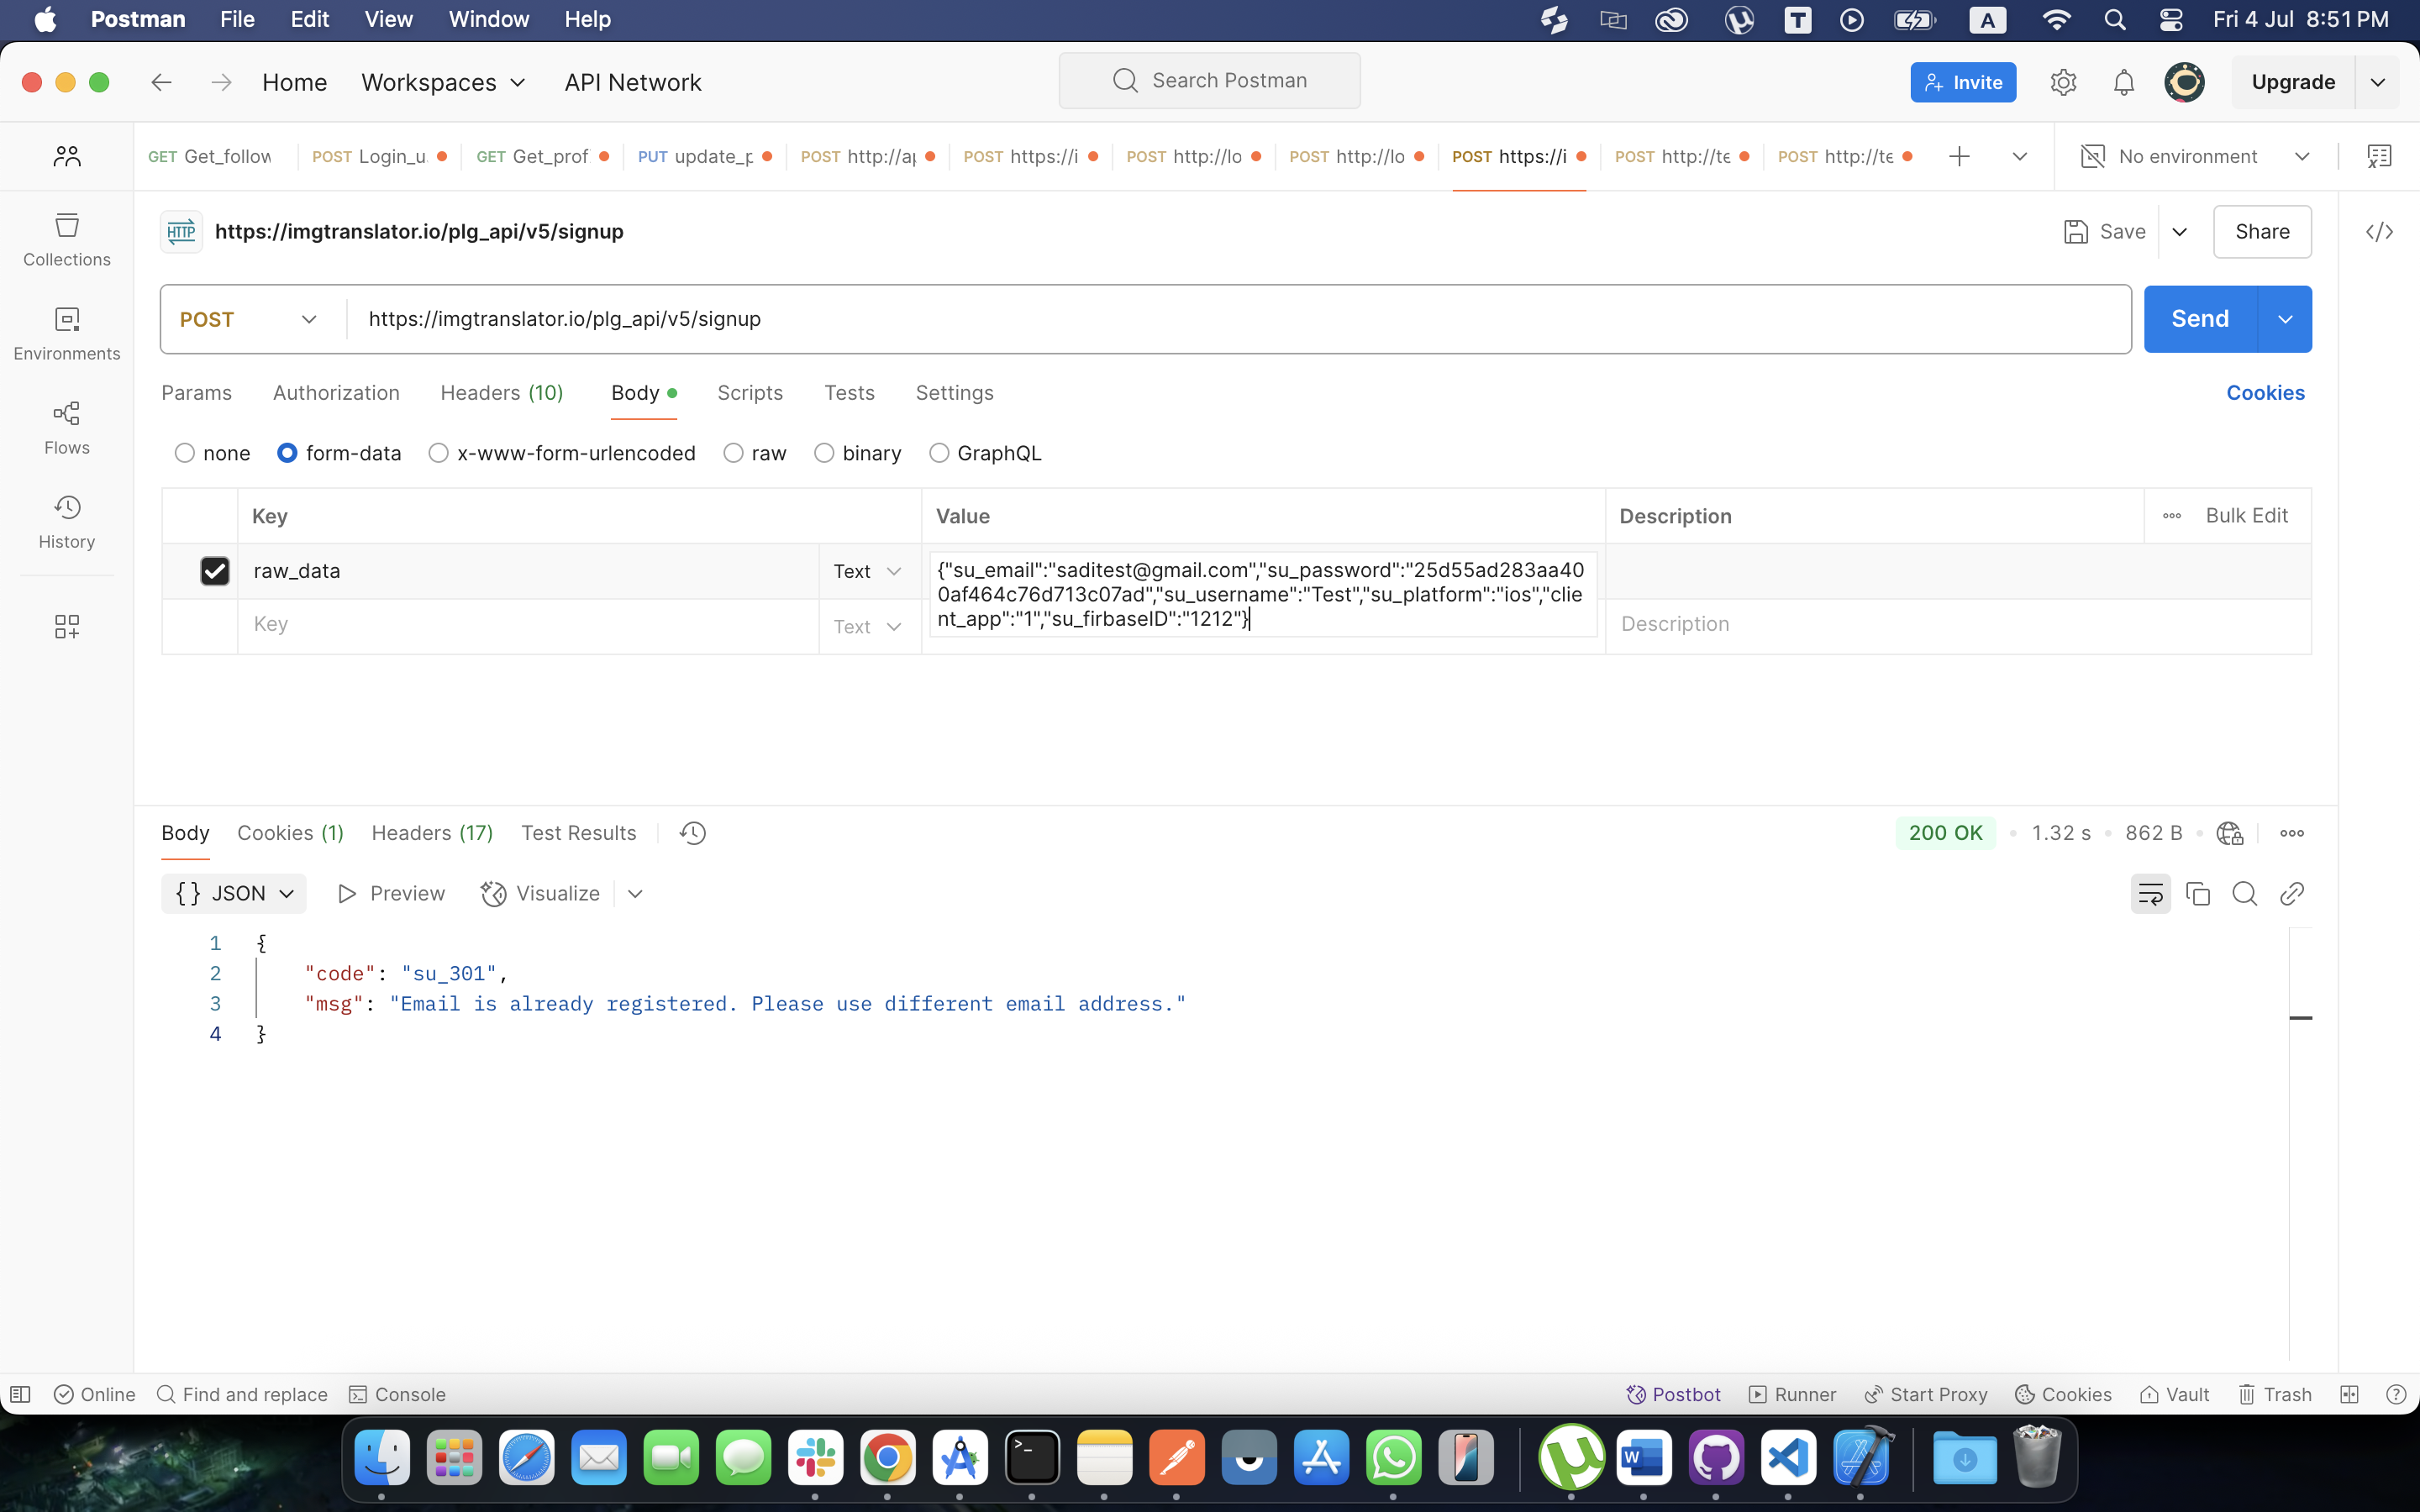 Postman File Edit View Window Help
T A Fri 4 Jul 8:51 PM
Home Workspaces API Network
Search Postman
Invite
Upgrade
GET Get_follow
POST Login_u
GET Get_prof
PUT update_p
POST http://ap
POST https://i
POST http://lo
POST http://lo
POST https://i
POST http://te
POST http://te
No environment
Collections
Environments
Flows
History
HTTP https://imgtranslator.io/plg_api/v5/signup
Save
Share
POST https://imgtranslator.io/plg_api/v5/signup
Send
Params Authorization Headers (10) Body Scripts Tests Settings
Cookies
none form-data x-www-form-urlencoded raw binary GraphQL
Key Value Description Bulk Edit
raw_data Text
{"su_email":"saditest@gmail.com","su_password":"25d55ad283aa40
0af464c76d713c07ad","su_username":"Test","su_platform":"ios","clie
nt_app":"1","su_firbaseID":"1212"}
Key Text Description
Body Cookies (1) Headers (17) Test Results
200 OK 1.32 s 862 B
{} JSON Preview Visualize
1 {
2 "code": "su_301",
3 "msg": "Email is already registered. Please use different email address."
4 }
Online Find and replace Console
Postbot Runner Start Proxy Cookies Vault Trash